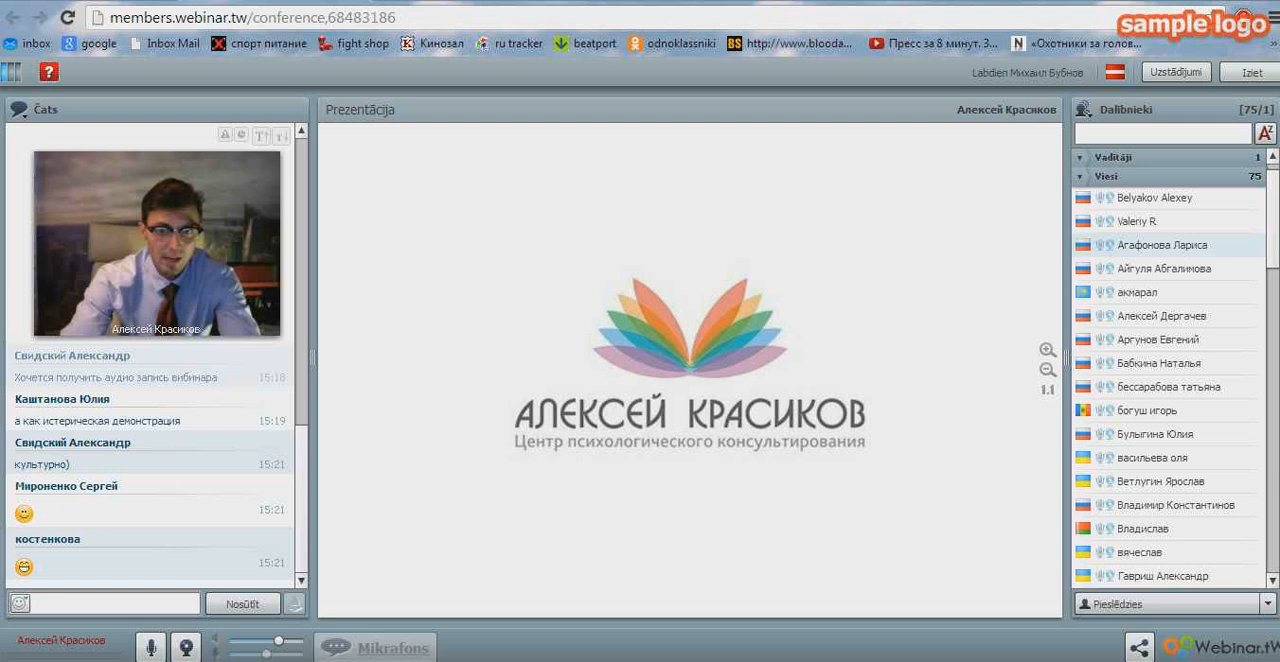 members.webinar.tw/conference,68483186
sample logo
inbox
google
Inbox Mail
спорт питание
fight shop
Кинозал
ru tracker
beatport
odnoklassniki
http://www.blooda...
Пресс за 8 минут. З...
«Охотники за голов...
»
?
Labdien Михаил Бубнов
Uzstādījumi
Iziet
Čats
Алексей Красиков
Свидский Александр
Хочется получить аудио запись вибинара 15:18
Каштанова Юлия
а как истерическая демонстрация 15:19
Свидский Александр
культурно) 15:21
Мироненко Сергей
15:21
костенкова
15:21
Nosūtīt
Prezentācija
Алексей Красиков
АЛЕКСЕЙ КРАСИКОВ
Центр психологического консультирования
1:1
Dalībnieki [75/1]
Vadītāji 1
Viesi 75
Belyakov Alexey
Valeriy R
Агафонова Лариса
Айгуля Абгалимова
акмарал
Алексей Дергачев
Аргунов Евгений
Бабкина Наталья
бессарабова татьяна
богуш игорь
Булыгина Юлия
васильева оля
Ветлугин Ярослав
Владимир Константинов
Владислав
вячеслав
Гавриш Александр
Pieslēdzies
Алексей Красиков
Mikrafons
Webinar.tw